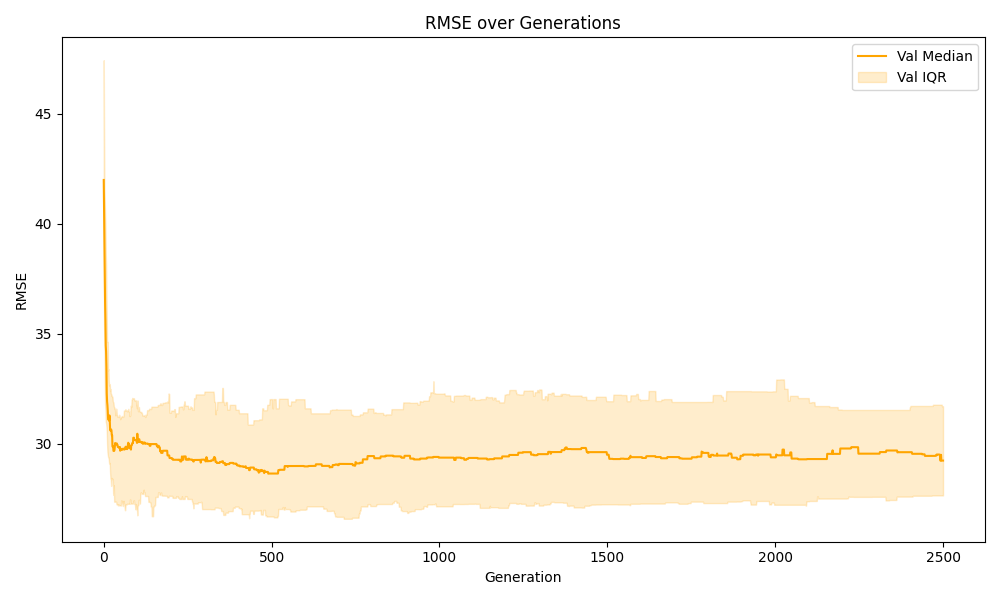 RMSE over Generations
Val Median
Val IQR
45
40
35
30
RMSE
0 500 1000 1500 2000 2500
Generation